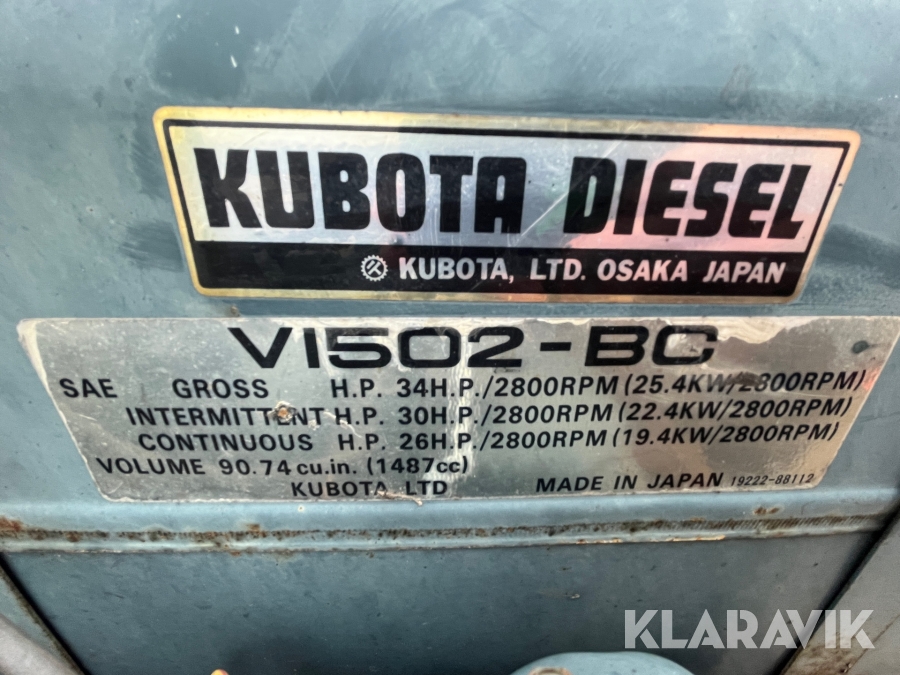 KUBOTA DIESEL
KUBOTA, LTD. OSAKA JAPAN
V1502-BC
SAE GROSS H.P. 34H.P./2800RPM (25.4KW/2800RPM)
INTERMITTENT H.P. 30H.P./2800RPM (22.4KW/2800RPM)
CONTINUOUS H.P. 26H.P./2800RPM (19.4KW/2800RPM)
VOLUME 90.74 cu.in. (1487cc)
KUBOTA LTD MADE IN JAPAN 19222-88112
KLARAVIK